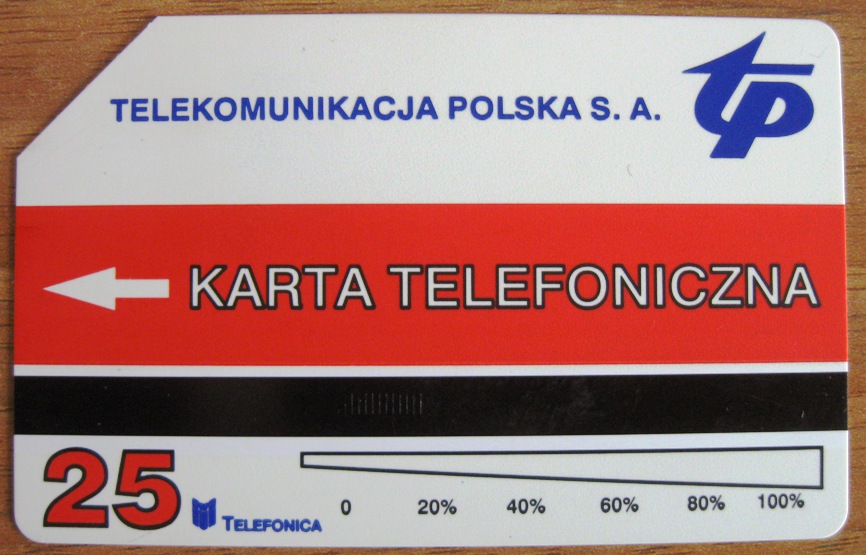 TELEKOMUNIKACJA POLSKA S. A.
tp
KARTA TELEFONICZNA
25
TELEFONICA
0 20% 40% 60% 80% 100%